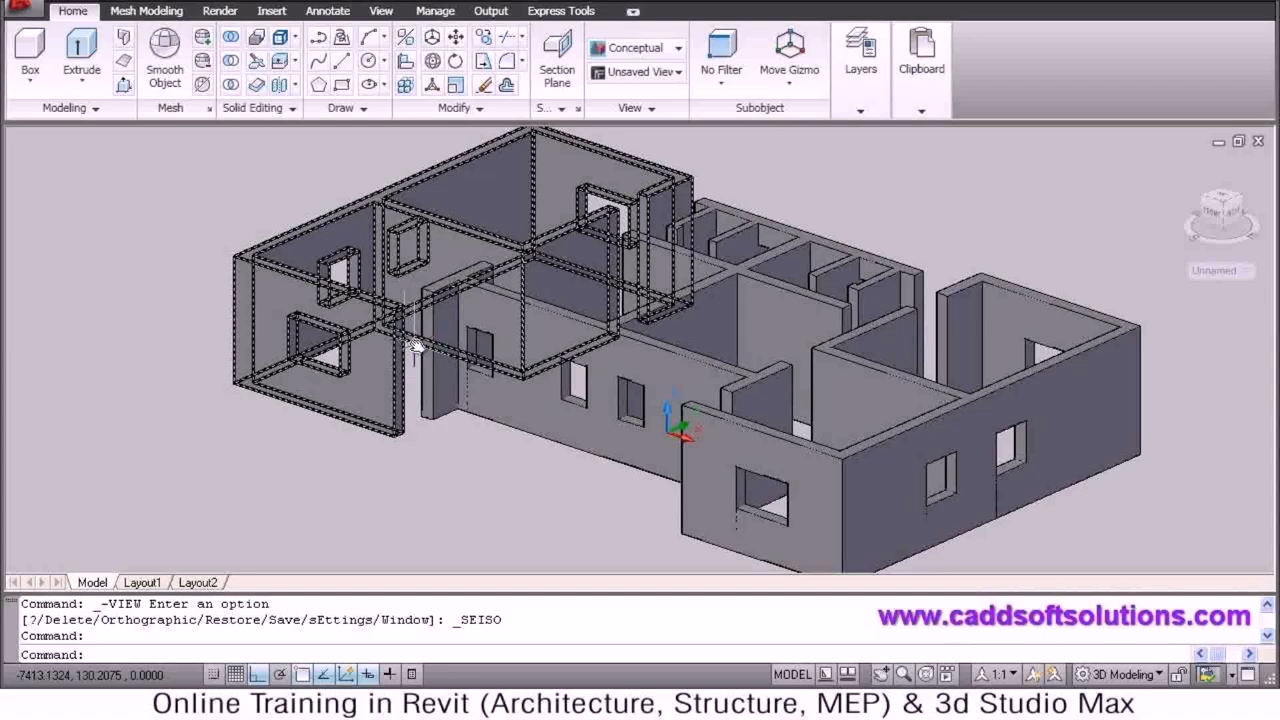 Home Mesh Modeling Render Insert Annotate View Manage Output Express Tools
Conceptual
Unsaved View
Box Extrude Smooth Object Section Plane No Filter Move Gizmo Layers Clipboard
Modeling Mesh Solid Editing Draw Modify S... View Subobject
Unnamed
Model Layout1 Layout2
Command: _-VIEW Enter an option
[?/Delete/Orthographic/Restore/Save/sEttings/Window]: _SEISO
Command:
www.caddsoftsolutions.com
Command:
-7413.1324, 130.2075, 0.0000 MODEL 1:1 3D Modeling
Online Training in Revit (Architecture, Structure, MEP) & 3d Studio Max